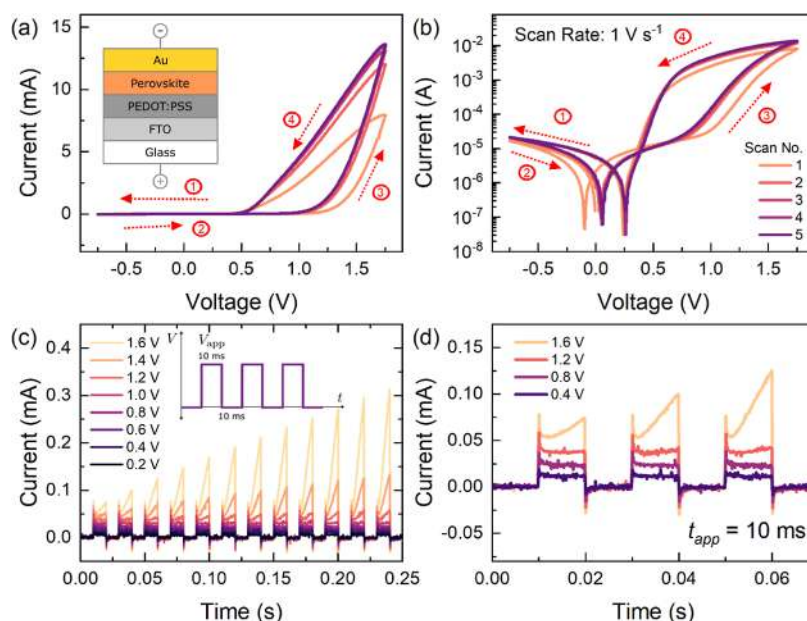 (a)
15
10
5
0
Current (mA)
-0.5 0.0 0.5 1.0 1.5
Voltage (V)
Au
Perovskite
PEDOT:PSS
FTO
Glass
−
+
1
2
3
4
(b)
Scan Rate: 1 V s⁻¹
10⁻²
10⁻³
10⁻⁴
10⁻⁵
10⁻⁶
10⁻⁷
10⁻⁸
Current (A)
-0.5 0.0 0.5 1.0 1.5
Voltage (V)
1
2
3
4
Scan No.
1
2
3
4
5
(c)
0.4
0.3
0.2
0.1
0.0
Current (mA)
0.00 0.05 0.10 0.15 0.20 0.25
Time (s)
1.6 V
1.4 V
1.2 V
1.0 V
0.8 V
0.6 V
0.4 V
0.2 V
V
Vapp
10 ms
10 ms
t
(d)
0.15
0.10
0.05
0.00
-0.05
Current (mA)
0.00 0.02 0.04 0.06
Time (s)
1.6 V
1.2 V
0.8 V
0.4 V
tapp = 10 ms